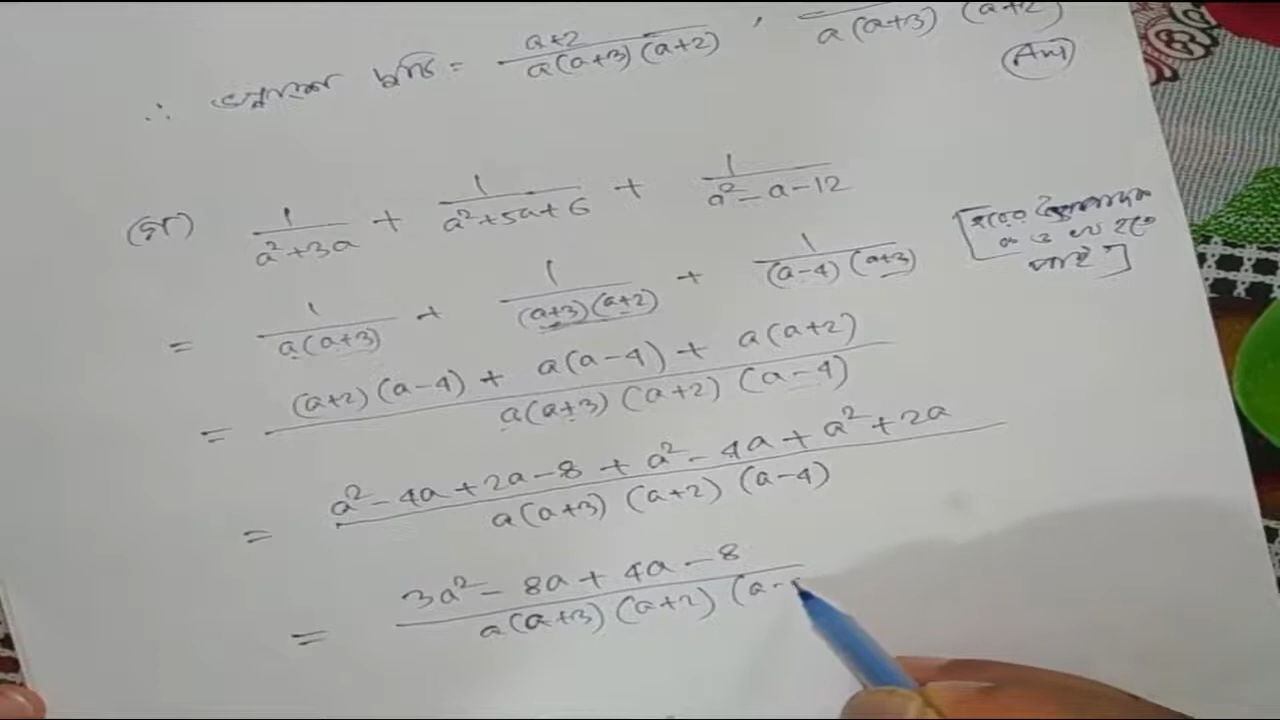 ∴ = a+2/a(a+3)(a+2) , /a(a+3)(a+2)
(Ans)
(গ) 1/a²+3a + 1/a²+5a+6 + 1/a²-a-12
= 1/a(a+3) + 1/(a+3)(a+2) + 1/(a-4)(a+3)
= (a+2)(a-4) + a(a-4) + a(a+2)/a(a+3)(a+2)(a-4)
= a²-4a+2a-8+a²-4a+a²+2a/a(a+3)(a+2)(a-4)
= 3a²-8a+4a-8/a(a+3)(a+2)(a-